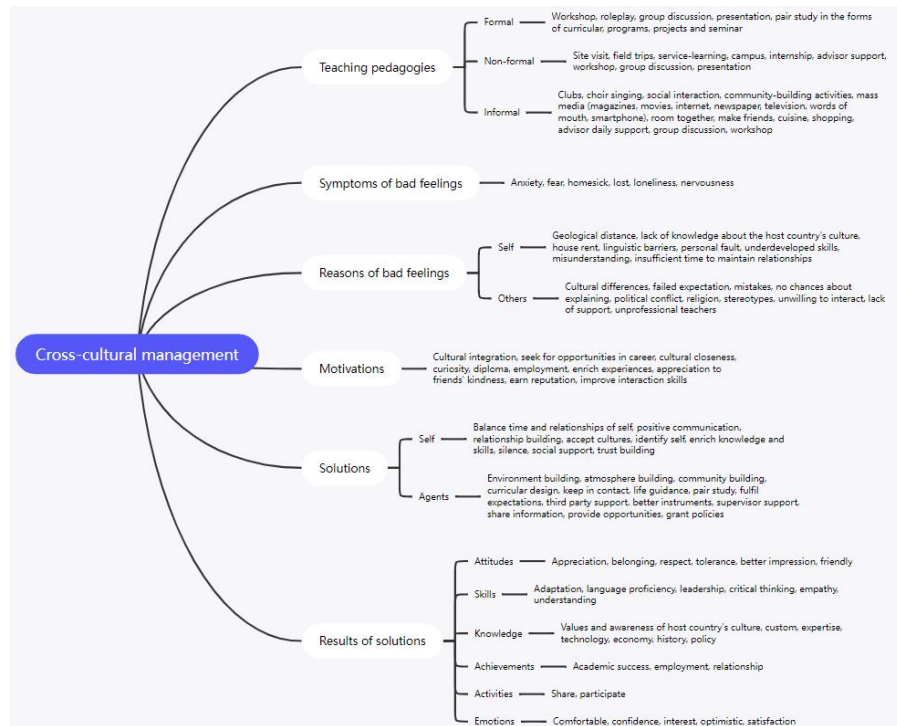 Cross-cultural management
Teaching pedagogies
Formal
Workshop, roleplay, group discussion, presentation, pair study in the forms
of curricular, programs, projects and seminar
Non-formal
Site visit, field trips, service-learning, campus, internship, advisor support,
workshop, group discussion, presentation
Informal
Clubs, choir singing, social interaction, community-building activities, mass
media (magazines, movies, internet, newspaper, television, words of
mouth, smartphone), room together, make friends, cuisine, shopping,
advisor daily support, group discussion, workshop
Symptoms of bad feelings
Anxiety, fear, homesick, lost, loneliness, nervousness
Reasons of bad feelings
Self
Geological distance, lack of knowledge about the host country's culture,
house rent, linguistic barriers, personal fault, underdeveloped skills,
misunderstanding, insufficient time to maintain relationships
Others
Cultural differences, failed expectation, mistakes, no chances about
explaining, political conflict, religion, stereotypes, unwilling to interact, lack
of support, unprofessional teachers
Motivations
Cultural integration, seek for opportunities in career, cultural closeness,
curiosity, diploma, employment, enrich experiences, appreciation to
friends' kindness, earn reputation, improve interaction skills
Solutions
Self
Balance time and relationships of self, positive communication,
relationship building, accept cultures, identify self, enrich knowledge and
skills, silence, social support, trust building
Agents
Environment building, atmosphere building, community building,
curricular design, keep in contact, life guidance, pair study, fulfil
expectations, third party support, better instruments, supervisor support,
share information, provide opportunities, grant policies
Results of solutions
Attitudes
Appreciation, belonging, respect, tolerance, better impression, friendly
Skills
Adaptation, language proficiency, leadership, critical thinking, empathy,
understanding
Knowledge
Values and awareness of host country's culture, custom, expertise,
technology, economy, history, policy
Achievements
Academic success, employment, relationship
Activities
Share, participate
Emotions
Comfortable, confidence, interest, optimistic, satisfaction